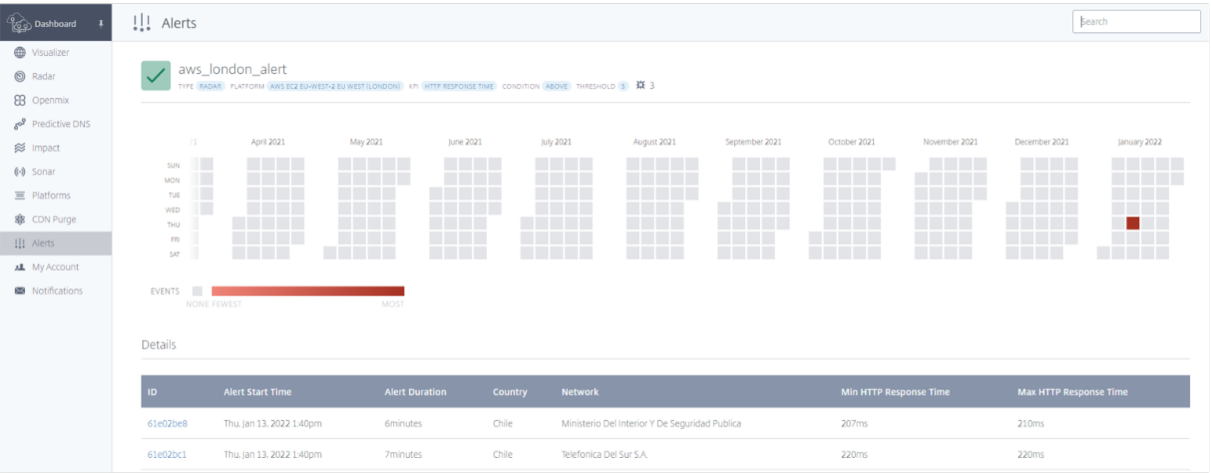 Dashboard
Alerts
Search
Visualizer
Radar
Openmix
Predictive DNS
Impact
Sonar
Platforms
CDN Purge
Alerts
My Account
Notifications
aws_london_alert
TYPE RADAR PLATFORM AWS EC2 EU-WEST-2 EU WEST (LONDON) KPI HTTP RESPONSE TIME CONDITION ABOVE THRESHOLD 5 3
April 2021 May 2021 June 2021 July 2021 August 2021 September 2021 October 2021 November 2021 December 2021 January 2022
SUN
MON
TUE
WED
THU
FRI
SAT
EVENTS
NONE FEWEST MOST
Details
ID Alert Start Time Alert Duration Country Network Min HTTP Response Time Max HTTP Response Time
61e02be8 Thu, Jan 13, 2022 1:40pm 6minutes Chile Ministerio Del Interior Y De Seguridad Publica 207ms 210ms
61e02bc1 Thu, Jan 13, 2022 1:40pm 7minutes Chile Telefonica Del Sur S.A. 220ms 220ms